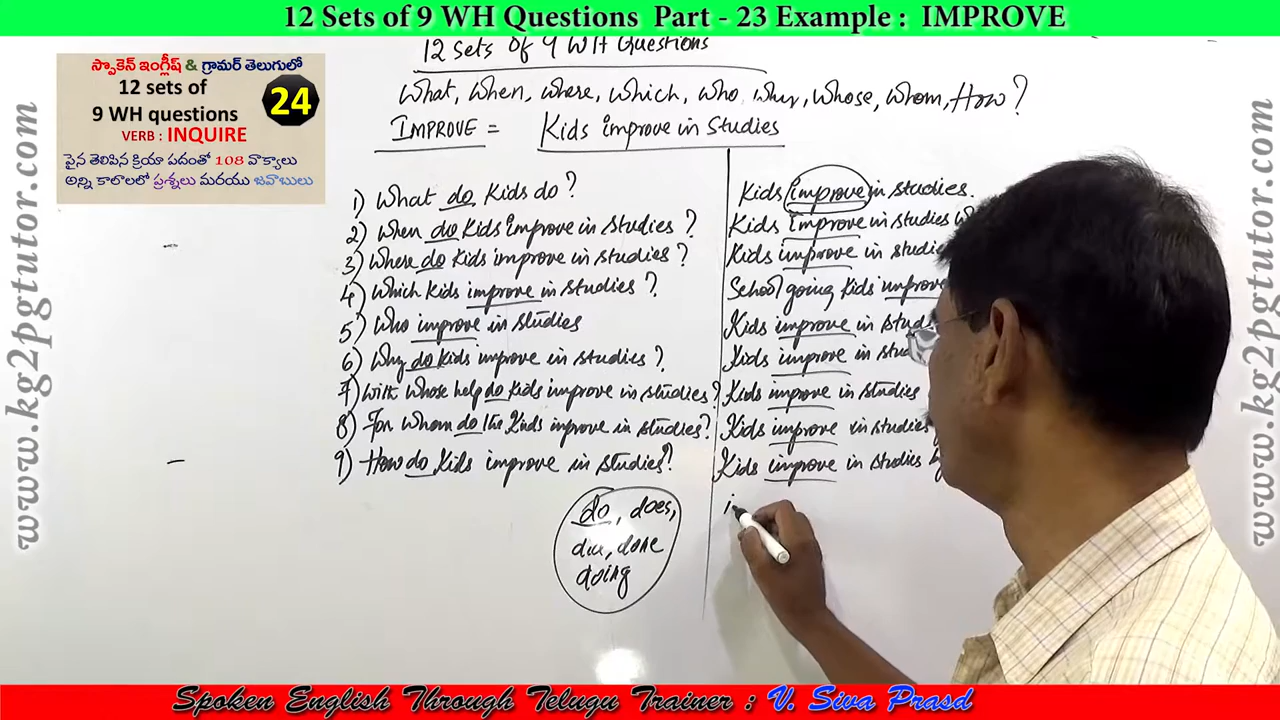 12 Sets of 9 WH Questions Part - 23 Example : IMPROVE
12 Sets of 9 WH Questions
What, When, Where, Which, Who, Why, Whose, Whom, How?
IMPROVE = Kids improve in Studies
స్పొకెన్ ఇంగ్లీష్ & గ్రామర్ తెలుగులో
12 sets of
9 WH questions
24
VERB : INQUIRE
పైన తెలిపిన క్రియా పదంతో 108 వాక్యాలు
అన్ని కాలాలలో ప్రశ్నలు మరియు జవాబులు
1) What do Kids do?
2) When do Kids Improve in Studies?
3) Where do Kids improve in studies?
4) Which Kids improve in Studies?
5) Who improve in studies
6) Why do Kids improve in studies?
7) With whose help do Kids improve in studies?
8) For Whom do the Kids improve in studies?
9) How do Kids improve in Studies?
do, does,
did, done
doing
Kids improve in studies.
Kids Improve in studies
Kids improve in studies
School going Kids improve
Kids improve in
Kids improve in
Kids improve in studies
Kids improve in studies
Kids improve in studies
www.kg2pgtutor.com
www.kg2pgtutor.com
Spoken English Through Telugu Trainer : V. Siva Prasd